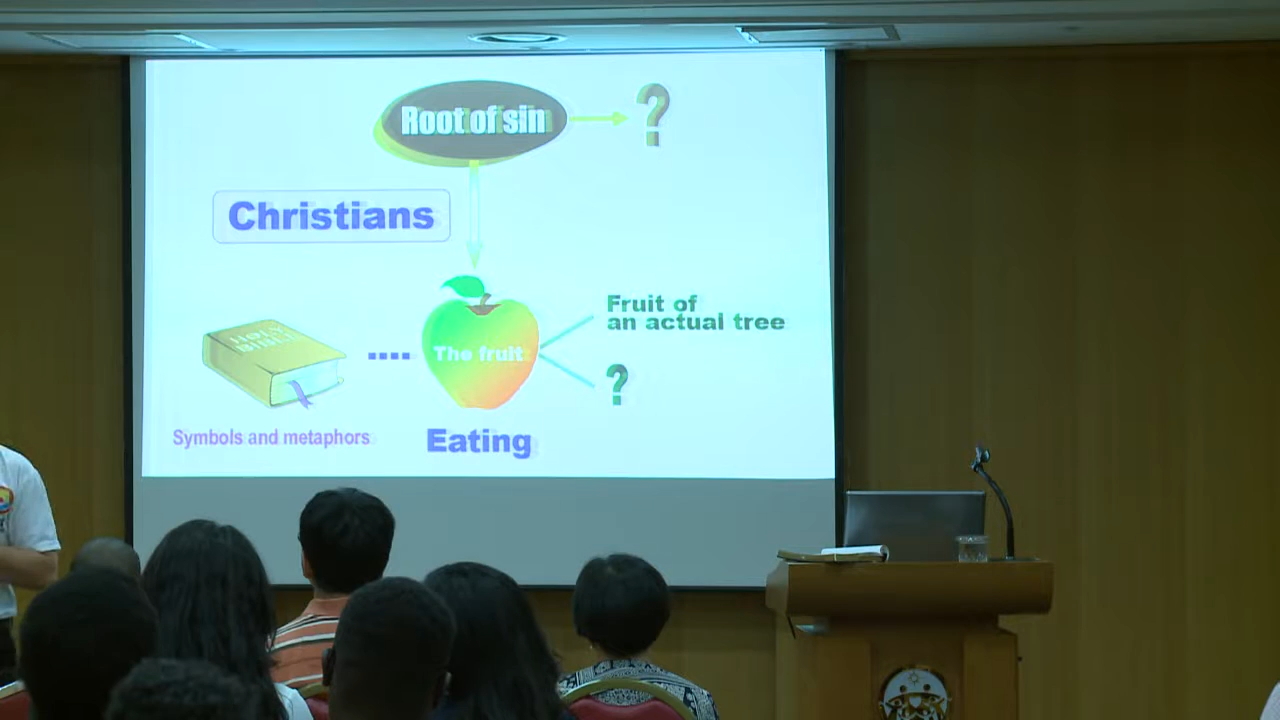 Root of sin
?
Christians
Fruit of
an actual tree
HOLY
BIBLE
The fruit
?
Symbols and metaphors
Eating